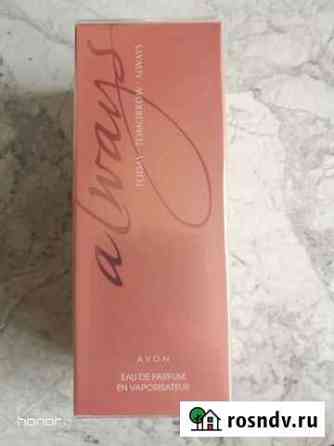 always
TODAY TOMORROW ALWAYS
AVON
EAU DE PARFUM
EN VAPORISATEUR
honor
rosndv.ru